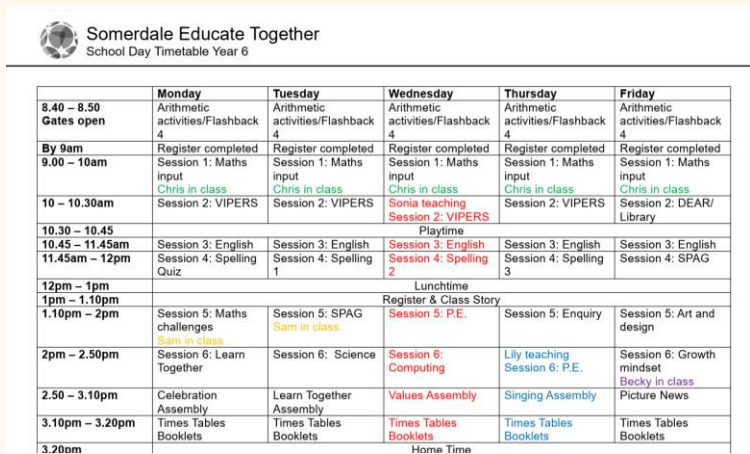 Somerdale Educate Together
School Day Timetable Year 6
Monday Tuesday Wednesday Thursday Friday
8.40 – 8.50 Arithmetic Arithmetic Arithmetic Arithmetic Arithmetic
Gates open activities/Flashback activities/Flashback activities/Flashback activities/Flashback activities/Flashback
4 4 4 4 4
By 9am Register completed Register completed Register completed Register completed Register completed
9.00 – 10am Session 1: Maths Session 1: Maths Session 1: Maths Session 1: Maths Session 1: Maths
input input input input input
Chris in class Chris in class Chris in class Chris in class Chris in class
10 – 10.30am Session 2: VIPERS Session 2: VIPERS Sonia teaching Session 2: VIPERS Session 2: DEAR/
Session 2: VIPERS Library
10.30 – 10.45 Playtime
10.45 – 11.45am Session 3: English Session 3: English Session 3: English Session 3: English Session 3: English
11.45am – 12pm Session 4: Spelling Session 4: Spelling Session 4: Spelling Session 4: Spelling Session 4: SPAG
Quiz 1 2 3
12pm – 1pm Lunchtime
1pm – 1.10pm Register & Class Story
1.10pm – 2pm Session 5: Maths Session 5: SPAG Session 5: P.E. Session 5: Enquiry Session 5: Art and
challenges Sam in class design
Sam in class
2pm – 2.50pm Session 6: Learn Session 6: Science Session 6: Lily teaching Session 6: Growth
Together Computing Session 6: P.E. mindset
Becky in class
2.50 – 3.10pm Celebration Learn Together Values Assembly Singing Assembly Picture News
Assembly Assembly
3.10pm – 3.20pm Times Tables Times Tables Times Tables Times Tables Times Tables
Booklets Booklets Booklets Booklets Booklets
3.20pm Home Time